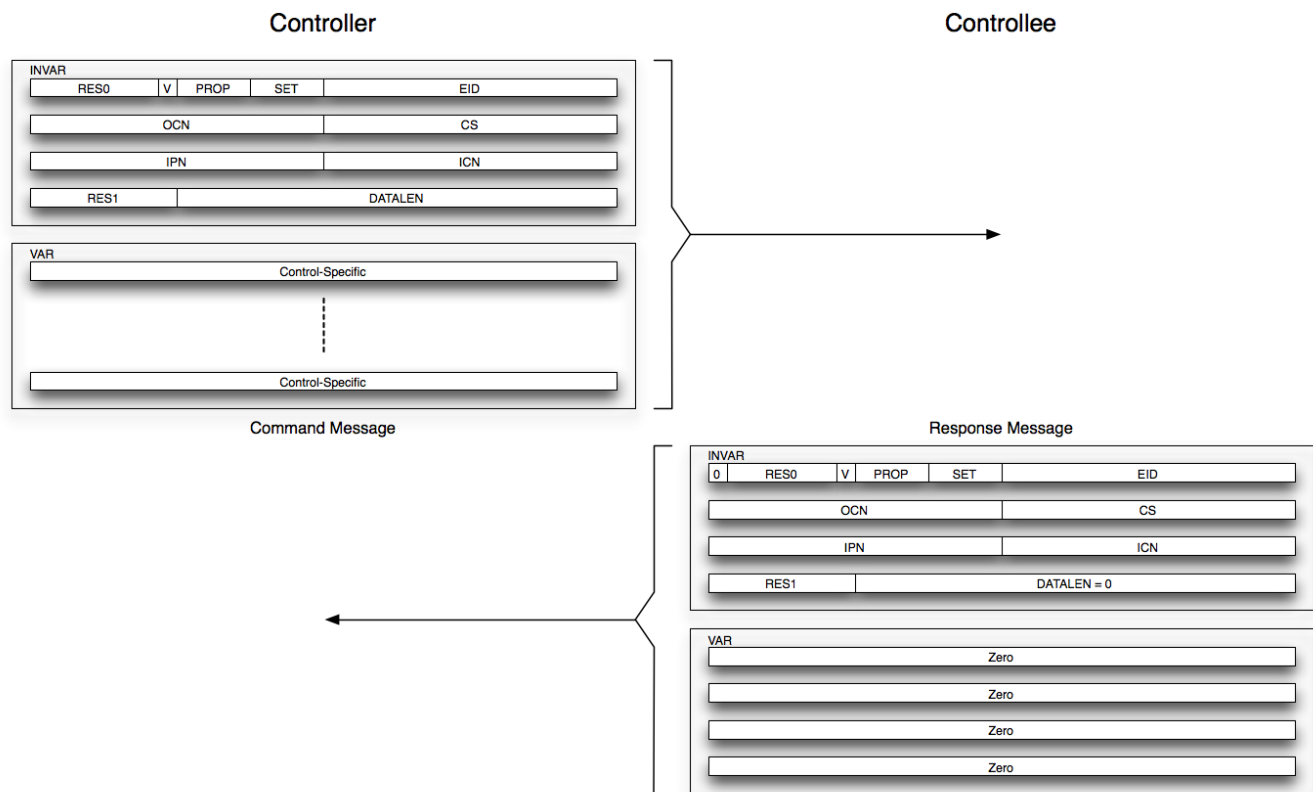 Controller
Controllee
INVAR
RES0 V PROP SET EID
OCN CS
IPN ICN
RES1 DATALEN
VAR
Control-Specific
Control-Specific
Command Message
Response Message
INVAR
0 RES0 V PROP SET EID
OCN CS
IPN ICN
RES1 DATALEN = 0
VAR
Zero
Zero
Zero
Zero